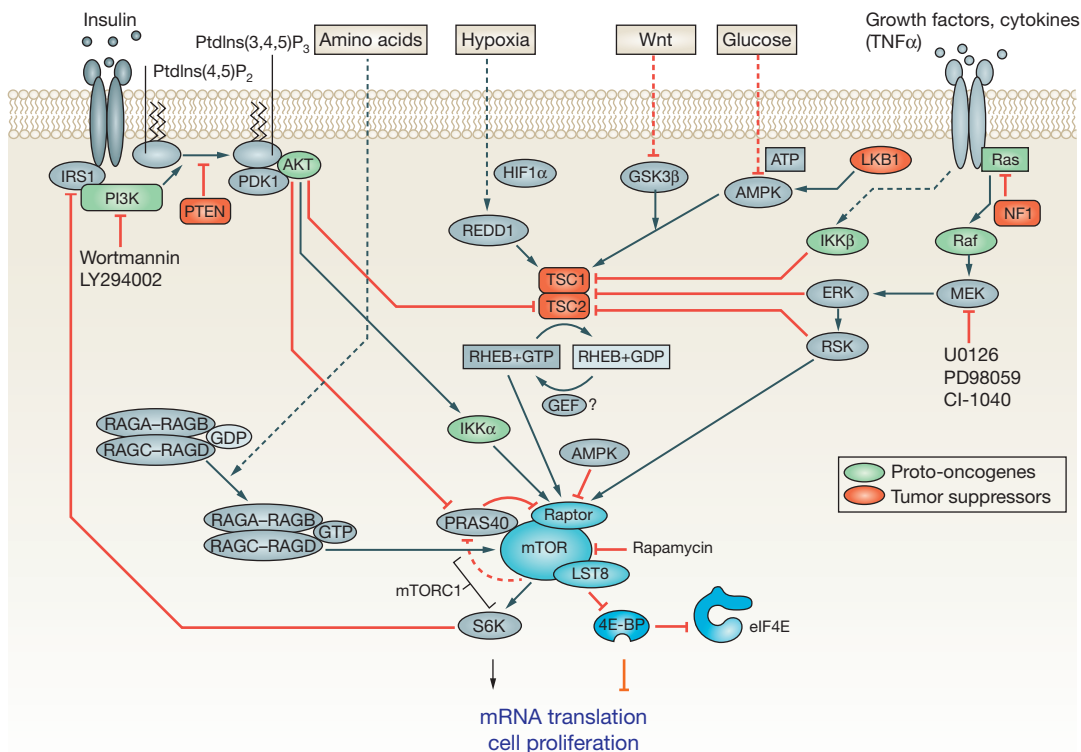 Insulin
PtdIns(3,4,5)P3
PtdIns(4,5)P2
Amino acids
Hypoxia
Wnt
Glucose
Growth factors, cytokines
(TNFα)
IRS1
PI3K
PTEN
PDK1
AKT
HIF1α
REDD1
GSK3β
ATP
AMPK
LKB1
Ras
NF1
IKKβ
Raf
Wortmannin
LY294002
TSC1
TSC2
ERK
MEK
RSK
RHEB+GTP
RHEB+GDP
GEF ?
U0126
PD98059
CI-1040
RAGA–RAGB
RAGC–RAGD
GDP
IKKα
AMPK
Proto-oncogenes
Tumor suppressors
RAGA–RAGB
RAGC–RAGD
GTP
PRAS40
Raptor
mTOR
Rapamycin
LST8
mTORC1
S6K
4E-BP
eIF4E
mRNA translation
cell proliferation